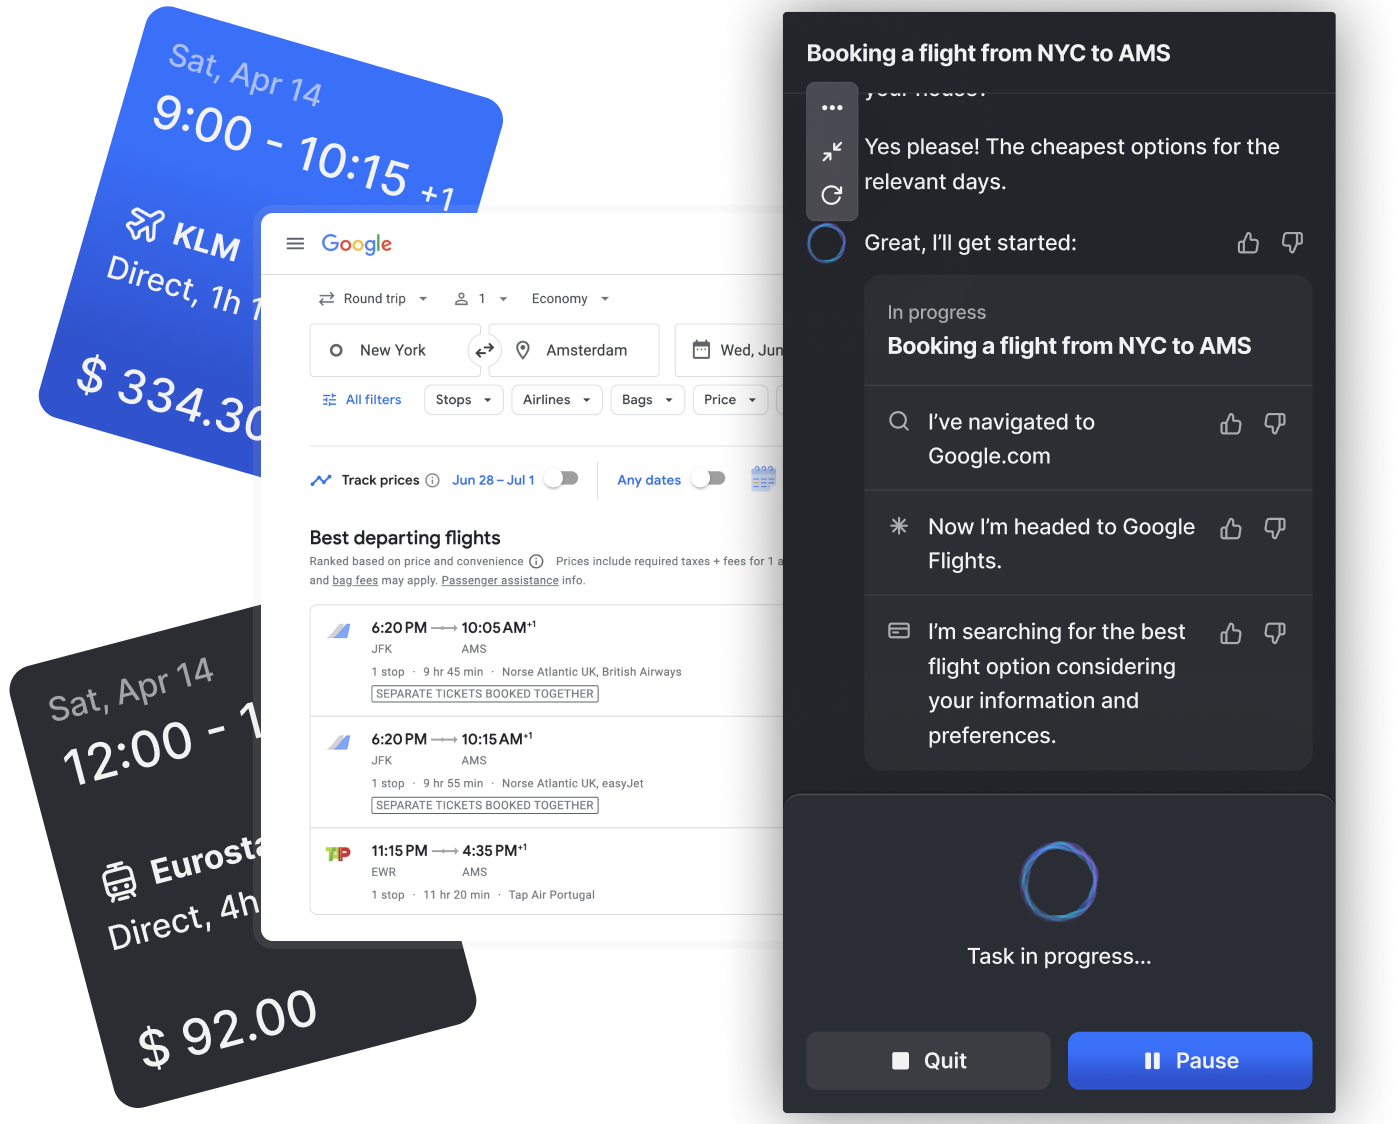 Sat, Apr 14
9:00 - 10:15 +1
KLM
Direct, 1h
$ 334.30
Sat, Apr 14
12:00 - 1
Eurosta
Direct, 4h
$ 92.00
Google
Round trip
1
Economy
New York
Amsterdam
Wed, Jun
All filters
Stops
Airlines
Bags
Price
Track prices
Jun 28 – Jul 1
Any dates
Best departing flights
Ranked based on price and convenience Prices include required taxes + fees for 1 a
and bag fees may apply. Passenger assistance info.
6:20 PM 10:05 AM+1
JFK AMS
1 stop · 9 hr 45 min · Norse Atlantic UK, British Airways
SEPARATE TICKETS BOOKED TOGETHER
6:20 PM 10:15 AM+1
JFK AMS
1 stop · 9 hr 55 min · Norse Atlantic UK, easyJet
SEPARATE TICKETS BOOKED TOGETHER
TAP
11:15 PM 4:35 PM+1
EWR AMS
1 stop · 11 hr 20 min · Tap Air Portugal
Booking a flight from NYC to AMS
your house?
Yes please! The cheapest options for the
relevant days.
Great, I'll get started:
In progress
Booking a flight from NYC to AMS
I've navigated to
Google.com
Now I'm headed to Google
Flights.
I'm searching for the best
flight option considering
your information and
preferences.
Task in progress...
Quit
Pause